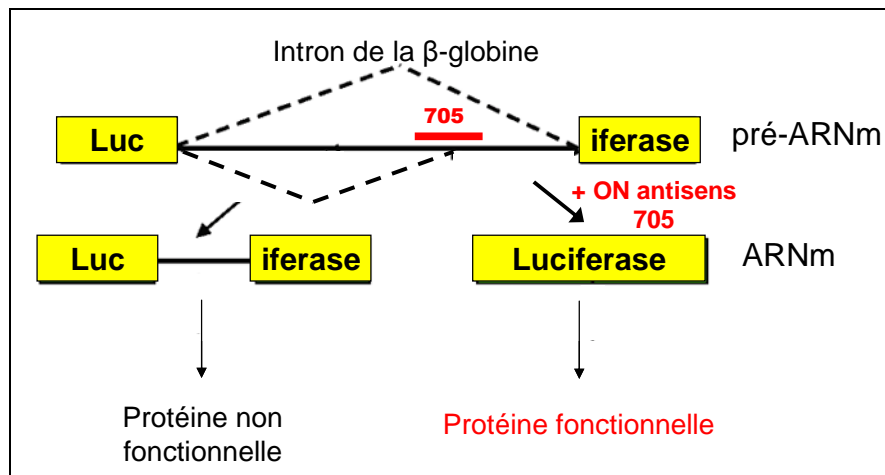 Intron de la β-globine
705
Luc
iferase
pré-ARNm
+ ON antisens
705
Luc
iferase
Luciferase
ARNm
Protéine non
fonctionnelle
Protéine fonctionnelle